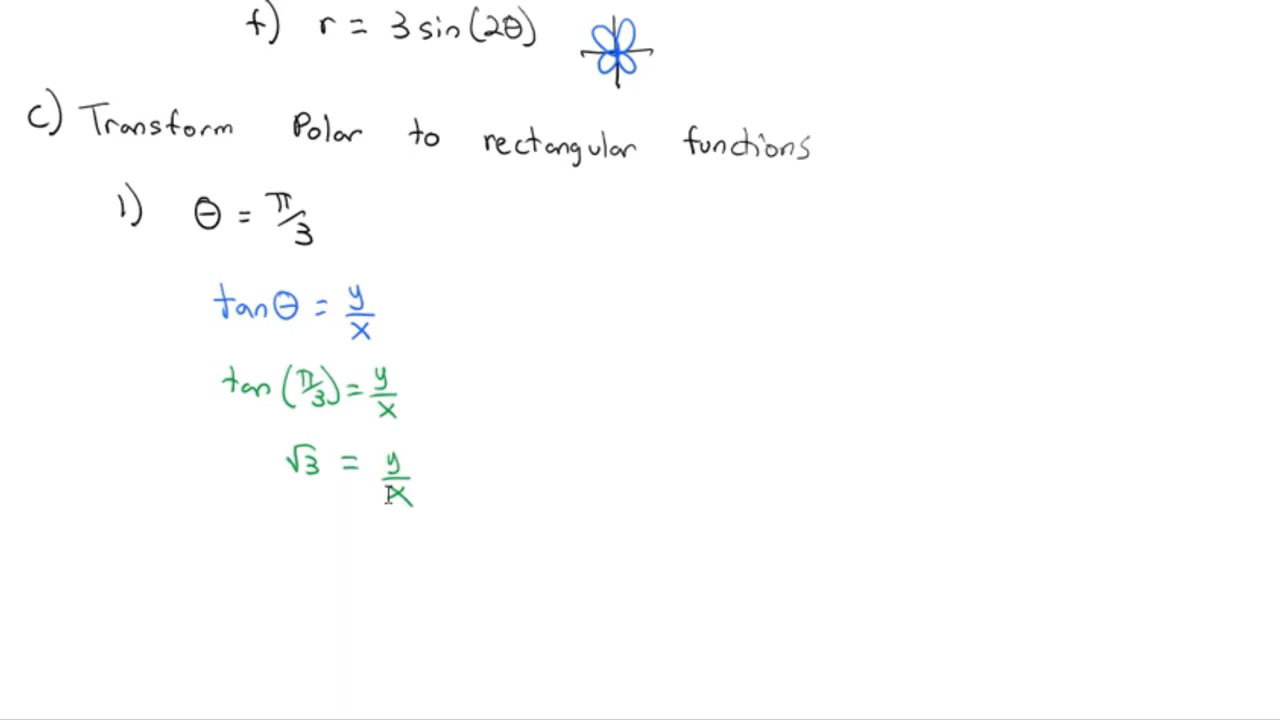 f) r = 3 sin(2θ)
c) Transform Polar to rectangular functions
1) θ = π/3
tan θ = y/x
tan (π/3) = y/x
√3 = y/x